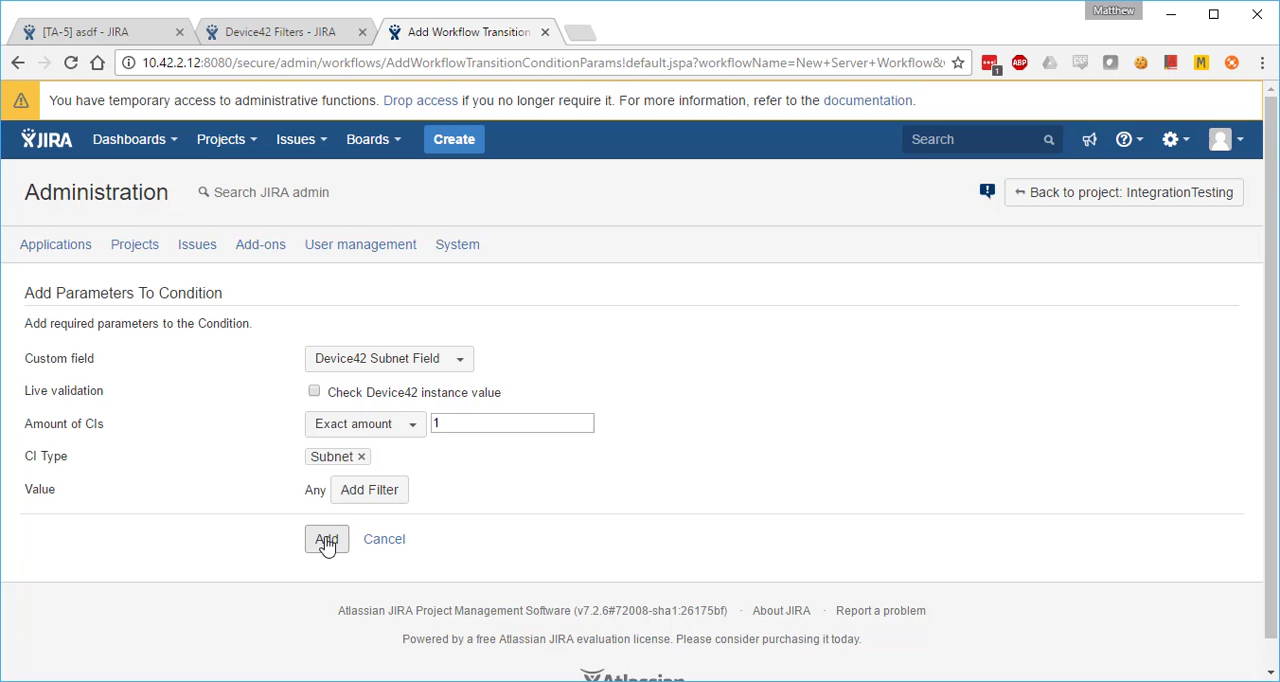 Matthew
[TA-5] asdf - JIRA
Device42 Filters - JIRA
Add Workflow Transition
10.42.2.12:8080/secure/admin/workflows/AddWorkflowTransitionConditionParams!default.jspa?workflowName=New+Server+Workflow&
1
ABP
M
You have temporary access to administrative functions. Drop access if you no longer require it. For more information, refer to the documentation.
JIRA Dashboards Projects Issues Boards Create Search
Administration Search JIRA admin Back to project: IntegrationTesting
Applications Projects Issues Add-ons User management System
Add Parameters To Condition
Add required parameters to the Condition.
Custom field Device42 Subnet Field
Live validation Check Device42 instance value
Amount of CIs Exact amount 1
CI Type Subnet
Value Any Add Filter
Add Cancel
Atlassian JIRA Project Management Software (v7.2.6#72008-sha1:26175bf) · About JIRA · Report a problem
Powered by a free Atlassian JIRA evaluation license. Please consider purchasing it today.
Atlassian